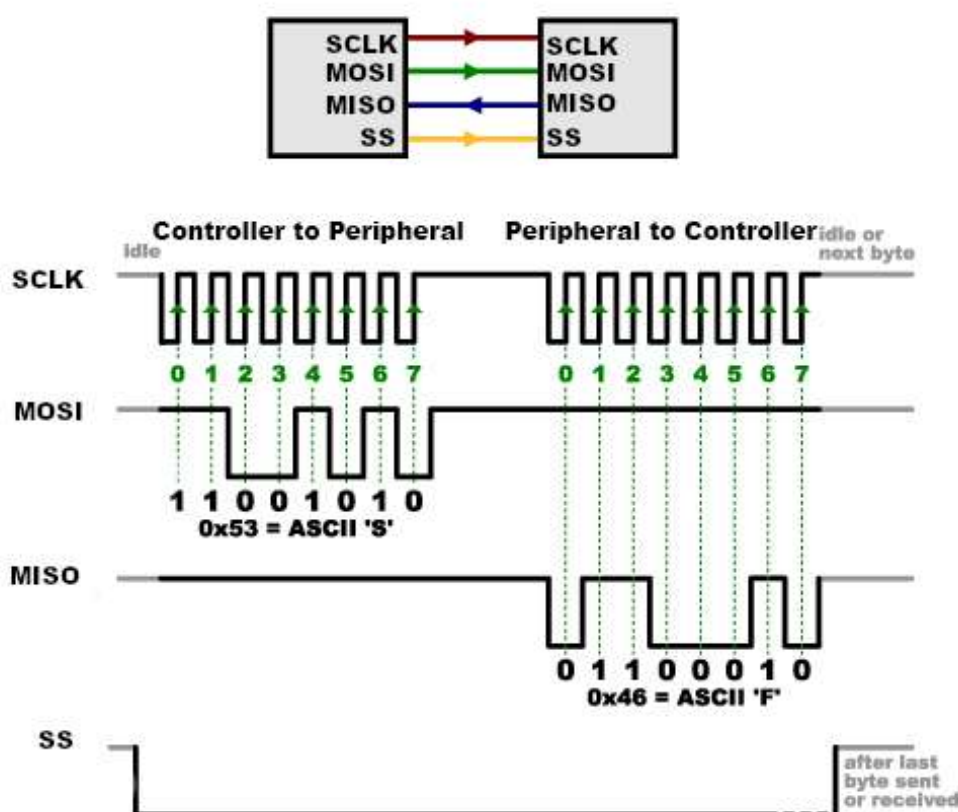 SCLK SCLK
MOSI MOSI
MISO MISO
SS SS
Controller to Peripheral Peripheral to Controller
idle idle or
next byte
SCLK
0 1 2 3 4 5 6 7 0 1 2 3 4 5 6 7
MOSI
1 1 0 0 1 0 1 0
0x53 = ASCII 'S'
MISO
0 1 1 0 0 0 1 0
0x46 = ASCII 'F'
SS
after last
byte sent
or received